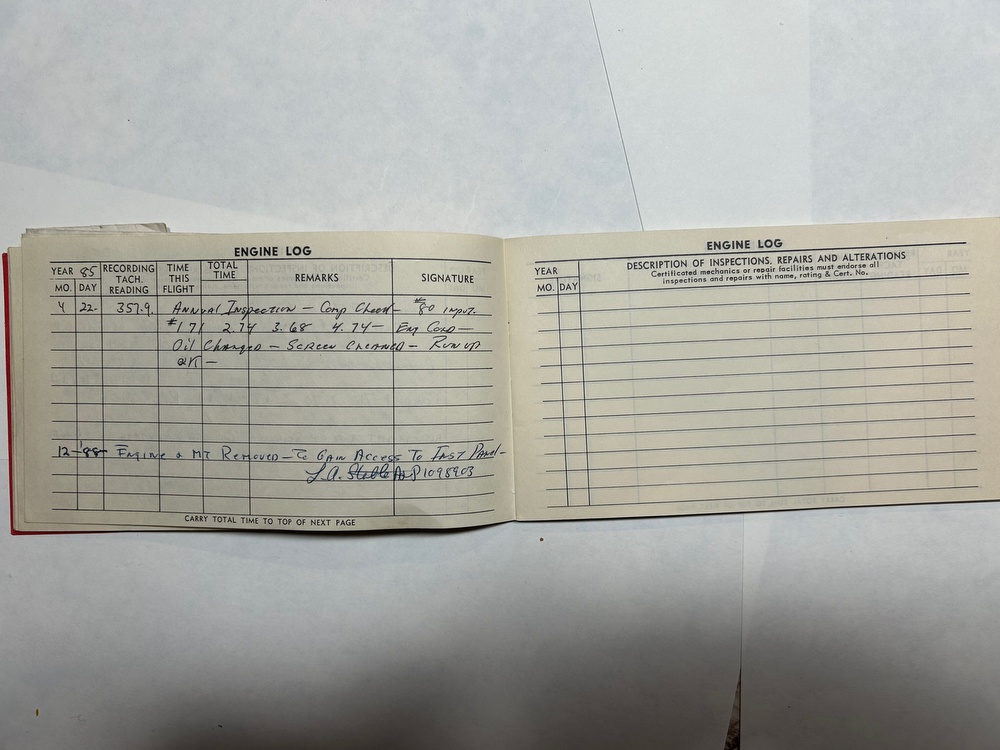 ENGINE LOG
YEAR 85 RECORDING TACH. READING TIME THIS FLIGHT TOTAL TIME REMARKS SIGNATURE
MO. DAY
4 22- 357.9. Annual Inspection - Comp Check - #80 input.
#1 71 2.74 3.68 4.74 - Eng Cond -
Oil Changed - Screen Cleaned - Run up
OK -
12-'88 Engine & MT Removed - To Gain Access To Inst Panel -
L.A. A&P 1098903
CARRY TOTAL TIME TO TOP OF NEXT PAGE
ENGINE LOG
YEAR DESCRIPTION OF INSPECTIONS, REPAIRS AND ALTERATIONS
Certificated mechanics or repair facilities must endorse all
MO. DAY inspections and repairs with name, rating & Cert. No.